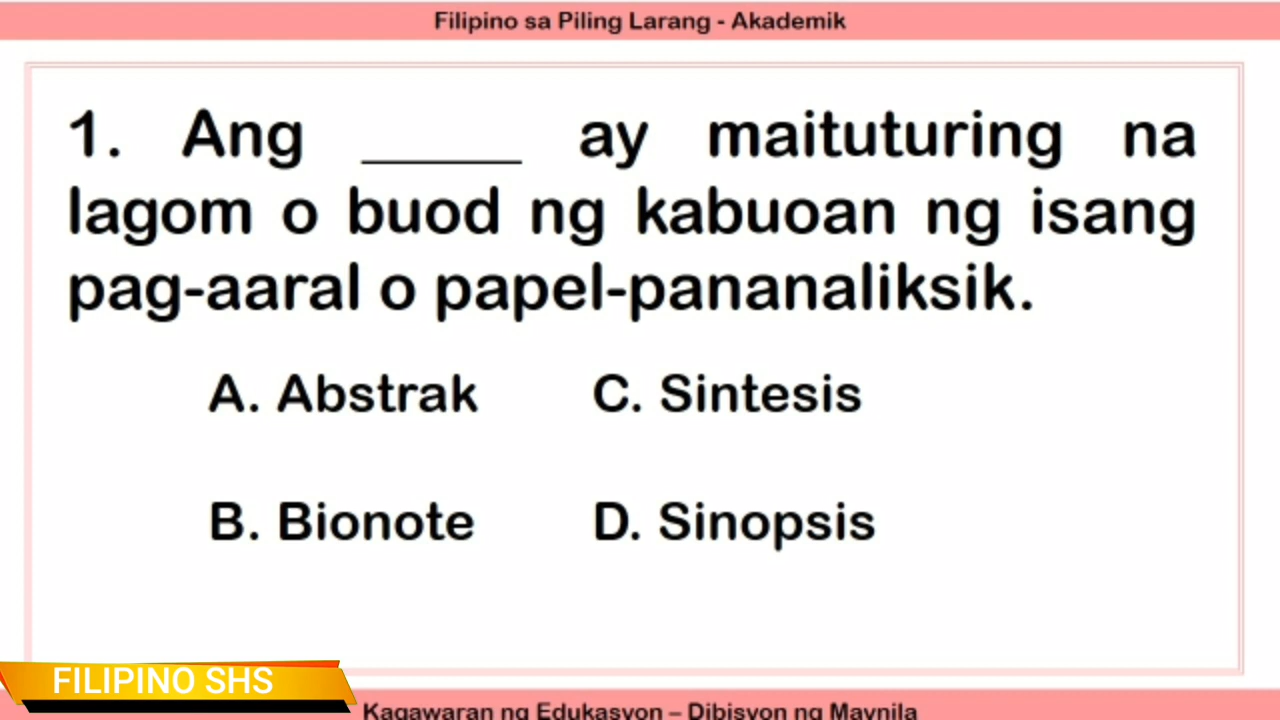 Filipino sa Piling Larang - Akademik
1. Ang _____ ay maituturing na
lagom o buod ng kabuoan ng isang
pag-aaral o papel-pananaliksik.
A. Abstrak
C. Sintesis
B. Bionote
D. Sinopsis
FILIPINO SHS
Kagawaran ng Edukasyon – Dibisyon ng Maynila